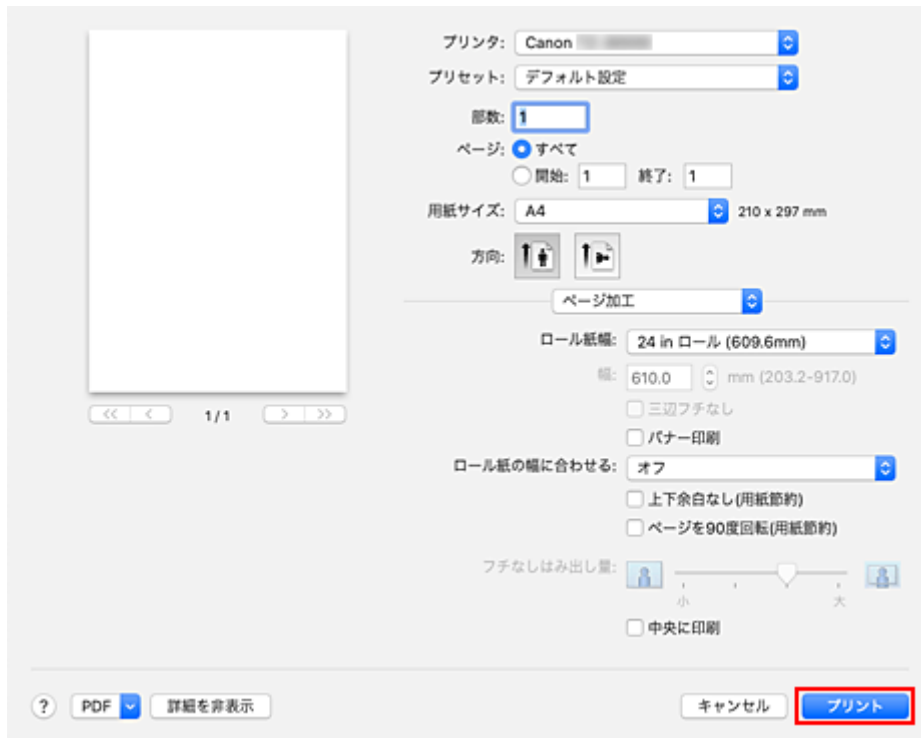 プリンタ: Canon
プリセット: デフォルト設定
部数: 1
ページ: すべて
開始: 1 終了: 1
用紙サイズ: A4 210 x 297 mm
方向:
ページ加工
ロール紙幅: 24 in ロール (609.6mm)
幅: 610.0 mm (203.2-917.0)
三辺フチなし
バナー印刷
ロール紙の幅に合わせる: オフ
上下余白なし(用紙節約)
ページを90度回転(用紙節約)
フチなしはみ出し量:
小 大
中央に印刷
<< < 1/1 > >>
? PDF 詳細を非表示 キャンセル プリント